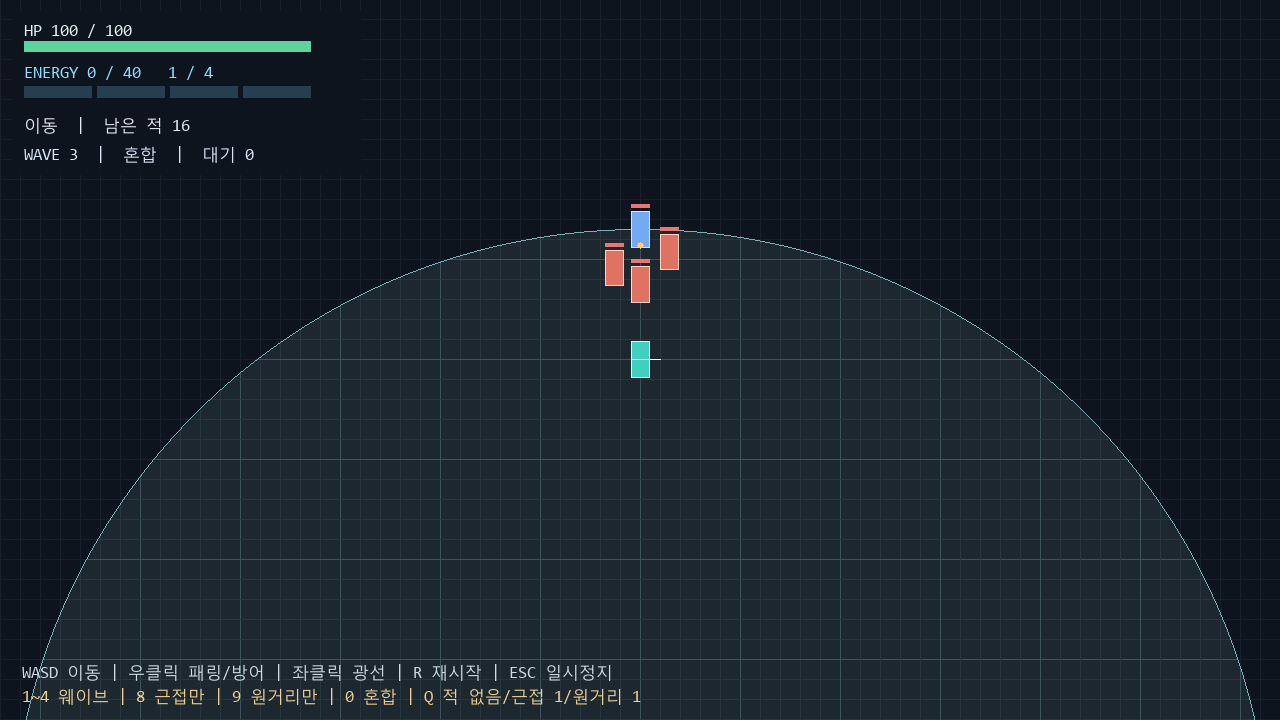 HP 100 / 100
ENERGY 0 / 40 1 / 4
이동 | 남은 적 16
WAVE 3 | 혼합 | 대기 0
WASD 이동 | 우클릭 패링/방어 | 좌클릭 광선 | R 재시작 | ESC 일시정지
1~4 웨이브 | 8 근접만 | 9 원거리만 | 0 혼합 | Q 적 없음/근접 1/원거리 1